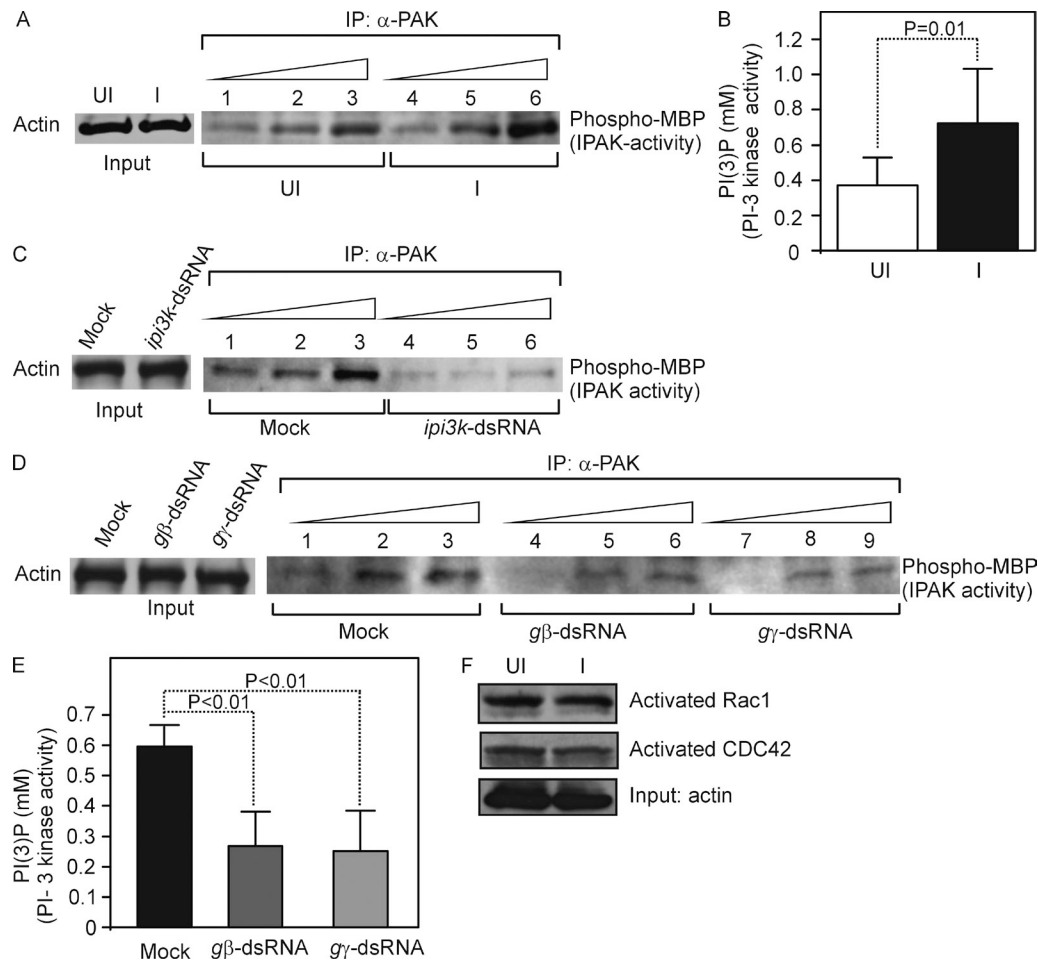 A
IP: α-PAK
UI I
1 2 3 4 5 6
Actin
Phospho-MBP
(IPAK-activity)
Input
UI
I
B
P=0.01
PI(3)P (mM)
(PI-3 kinase activity)
1.2
1.0
0.8
0.6
0.4
0.2
0
UI I
C
IP: α-PAK
Mock
ipi3k-dsRNA
1 2 3 4 5 6
Actin
Phospho-MBP
(IPAK activity)
Input
Mock
ipi3k-dsRNA
D
IP: α-PAK
Mock
gβ-dsRNA
gγ-dsRNA
1 2 3 4 5 6 7 8 9
Actin
Phospho-MBP
(IPAK activity)
Input
Mock
gβ-dsRNA
gγ-dsRNA
E
P<0.01
P<0.01
PI(3)P (mM)
(PI- 3 kinase activity)
0.7
0.6
0.5
0.4
0.3
0.2
0.1
0
Mock gβ-dsRNA gγ-dsRNA
F
UI I
Activated Rac1
Activated CDC42
Input: actin